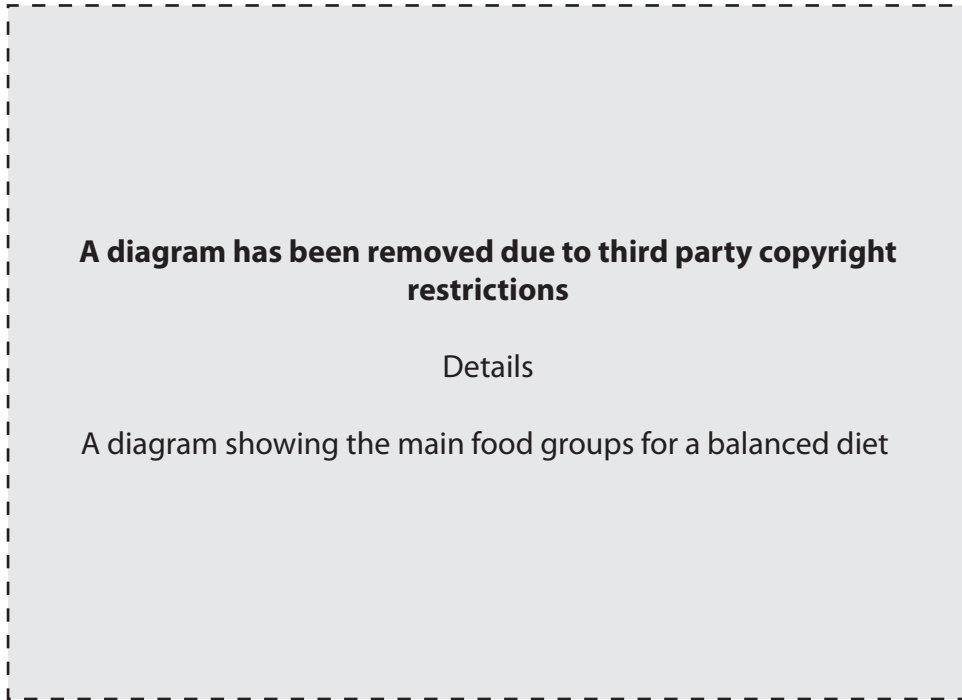 A diagram has been removed due to third party copyright
restrictions
Details
A diagram showing the main food groups for a balanced diet